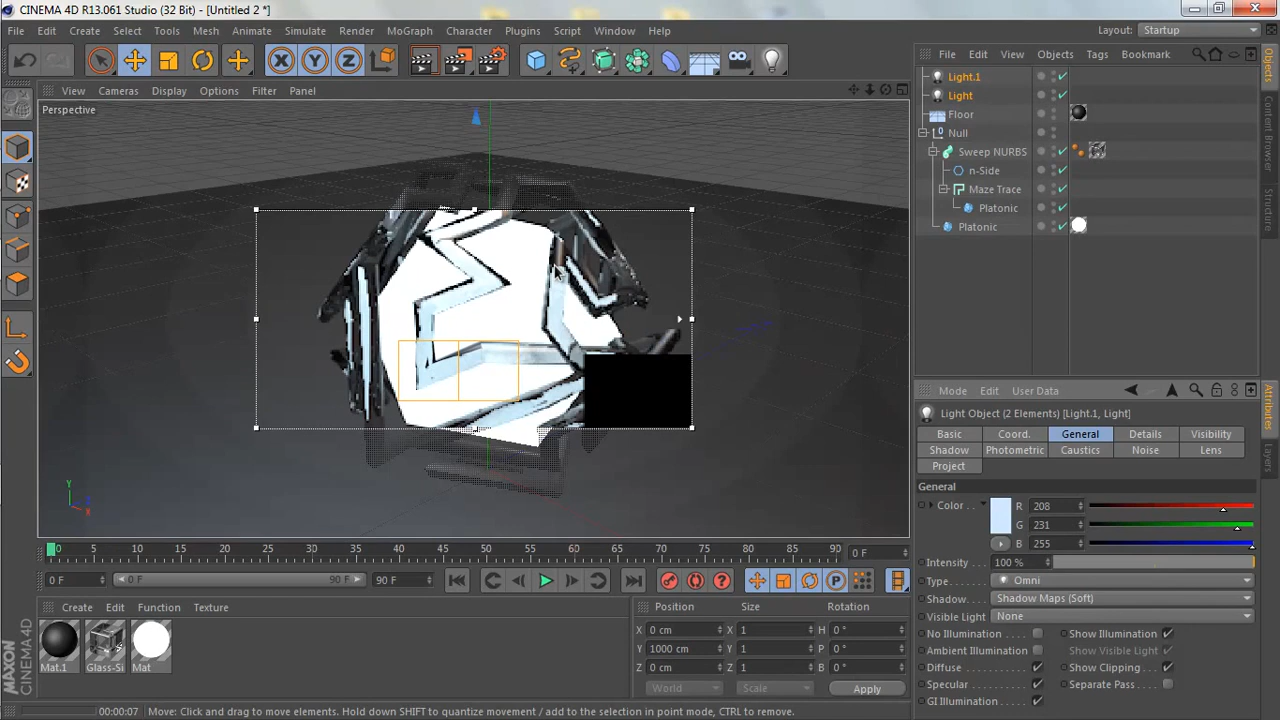 CINEMA 4D R13.061 Studio (32 Bit) - [Untitled 2 *]
File Edit Create Select Tools Mesh Animate Simulate Render MoGraph Character Plugins Script Window Help Layout: Startup
View Cameras Display Options Filter Panel
Perspective
File Edit View Objects Tags Bookmark
Light.1
Light
Floor
Null
Sweep NURBS
n-Side
Maze Trace
Platonic
Platonic
Objects
Content Browser
Structure
Mode Edit User Data
Light Object (2 Elements) [Light.1, Light]
Basic Coord. General Details Visibility
Shadow Photometric Caustics Noise Lens
Project
General
Color . . R 208
G 231
B 255
Intensity 100 %
Type . Omni
Shadow. Shadow Maps (Soft)
Visible Light None
No Illumination Show Illumination
Ambient Illumination Show Visible Light
Diffuse Show Clipping
Specular Separate Pass
GI Illumination
Attributes
Layers
X Y Z
Y Z X
0 5 10 15 20 25 30 35 40 45 50 55 60 65 70 75 80 85 90 0 F
0 F 0 F 90 F 90 F
Create Edit Function Texture
Mat.1 Glass-Si Mat
Position Size Rotation
X 0 cm X 1 H 0 °
Y 1000 cm Y 1 P 0 °
Z 0 cm Z 1 B 0 °
World Scale Apply
MAXON CINEMA 4D
00:00:07 Move: Click and drag to move elements. Hold down SHIFT to quantize movement / add to the selection in point mode, CTRL to remove.